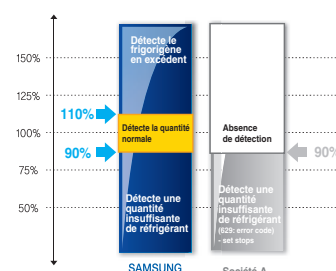 Détecte le
frigorigène
en excédent
150%
125%
110%
Détecte la quantité
normale
Absence
de détection
100%
90%
90%
75%
Détecte une
quantité
insuffisante
de réfrigérant
Détecte une
quantité
insuffisante
de réfrigérant
(629: error code)
- set stops
50%
SAMSUNG
Société A